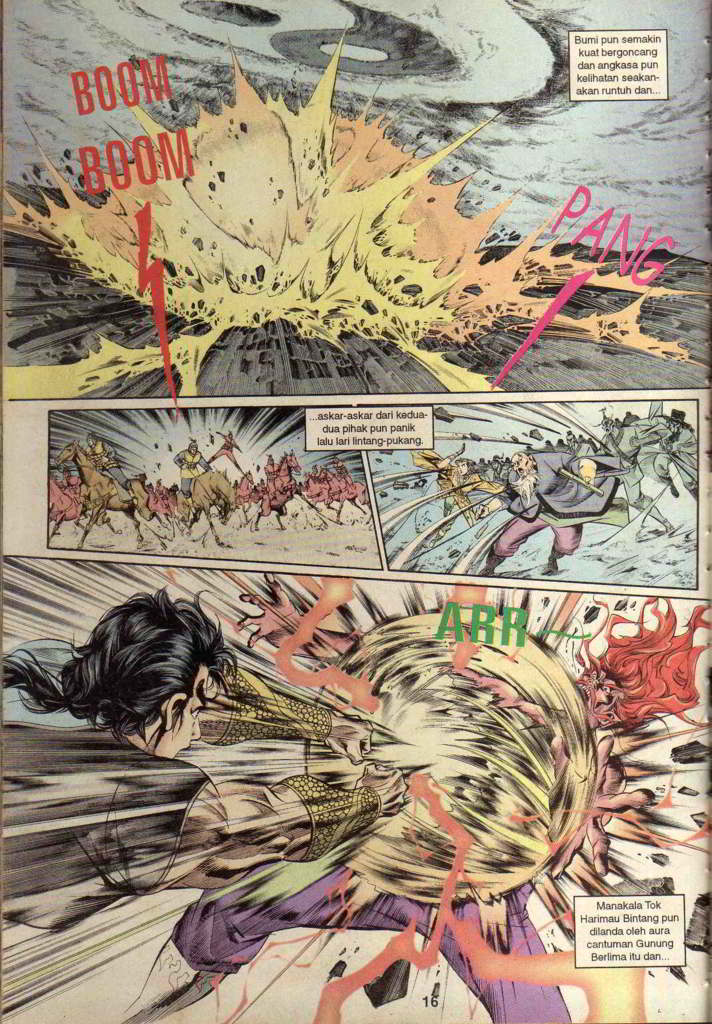 Bumi pun semakin
kuat bergoncang
dan angkasa pun
kelihatan seakan-
akan runtuh dan...
BOOM
BOOM
PANG
...askar-askar dari kedua-
dua pihak pun panik
lalu lari lintang-pukang.
ARR
Manakala Tok
Harimau Bintang pun
dilanda oleh aura
cantuman Gunung
Berlima itu dan...
16